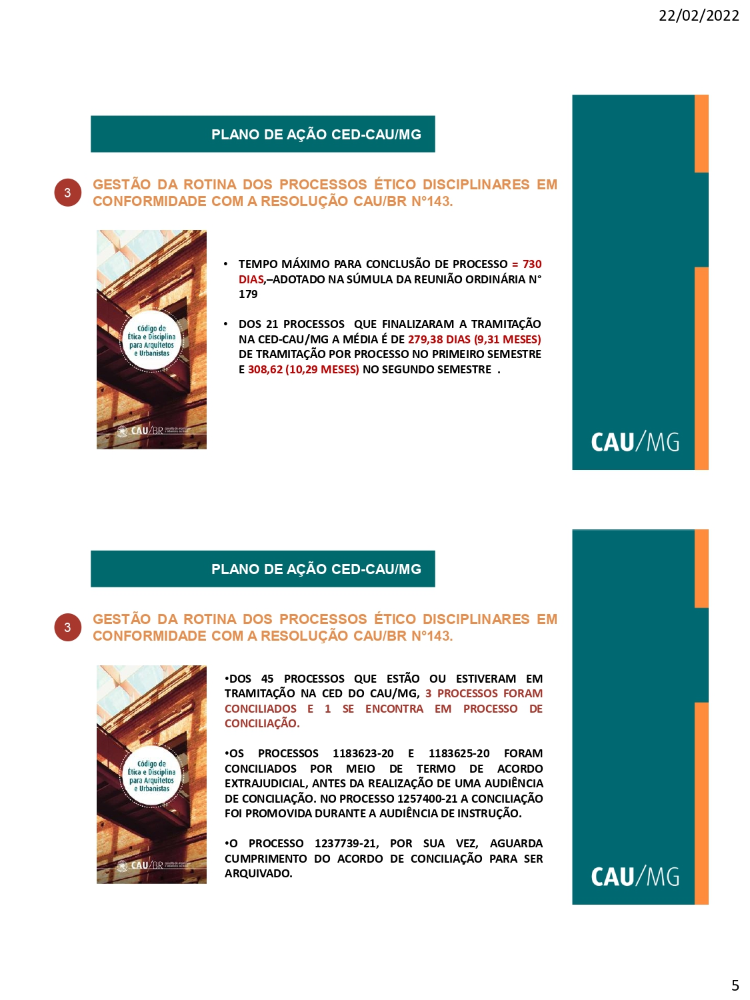 22/02/2022
PLANO DE AÇÃO CED-CAU/MG
3
GESTÃO DA ROTINA DOS PROCESSOS ÉTICO DISCIPLINARES EM
CONFORMIDADE COM A RESOLUÇÃO CAU/BR N°143.
Código de
Ética e Disciplina
para Arquitetos
e Urbanistas
CAU/BR
• TEMPO MÁXIMO PARA CONCLUSÃO DE PROCESSO = 730
DIAS,–ADOTADO NA SÚMULA DA REUNIÃO ORDINÁRIA N°
179
• DOS 21 PROCESSOS QUE FINALIZARAM A TRAMITAÇÃO
NA CED-CAU/MG A MÉDIA É DE 279,38 DIAS (9,31 MESES)
DE TRAMITAÇÃO POR PROCESSO NO PRIMEIRO SEMESTRE
E 308,62 (10,29 MESES) NO SEGUNDO SEMESTRE .
CAU/MG
PLANO DE AÇÃO CED-CAU/MG
3
GESTÃO DA ROTINA DOS PROCESSOS ÉTICO DISCIPLINARES EM
CONFORMIDADE COM A RESOLUÇÃO CAU/BR N°143.
Código de
Ética e Disciplina
para Arquitetos
e Urbanistas
CAU/BR
•DOS 45 PROCESSOS QUE ESTÃO OU ESTIVERAM EM
TRAMITAÇÃO NA CED DO CAU/MG, 3 PROCESSOS FORAM
CONCILIADOS E 1 SE ENCONTRA EM PROCESSO DE
CONCILIAÇÃO.
•OS PROCESSOS 1183623-20 E 1183625-20 FORAM
CONCILIADOS POR MEIO DE TERMO DE ACORDO
EXTRAJUDICIAL, ANTES DA REALIZAÇÃO DE UMA AUDIÊNCIA
DE CONCILIAÇÃO. NO PROCESSO 1257400-21 A CONCILIAÇÃO
FOI PROMOVIDA DURANTE A AUDIÊNCIA DE INSTRUÇÃO.
•O PROCESSO 1237739-21, POR SUA VEZ, AGUARDA
CUMPRIMENTO DO ACORDO DE CONCILIAÇÃO PARA SER
ARQUIVADO.
CAU/MG
5